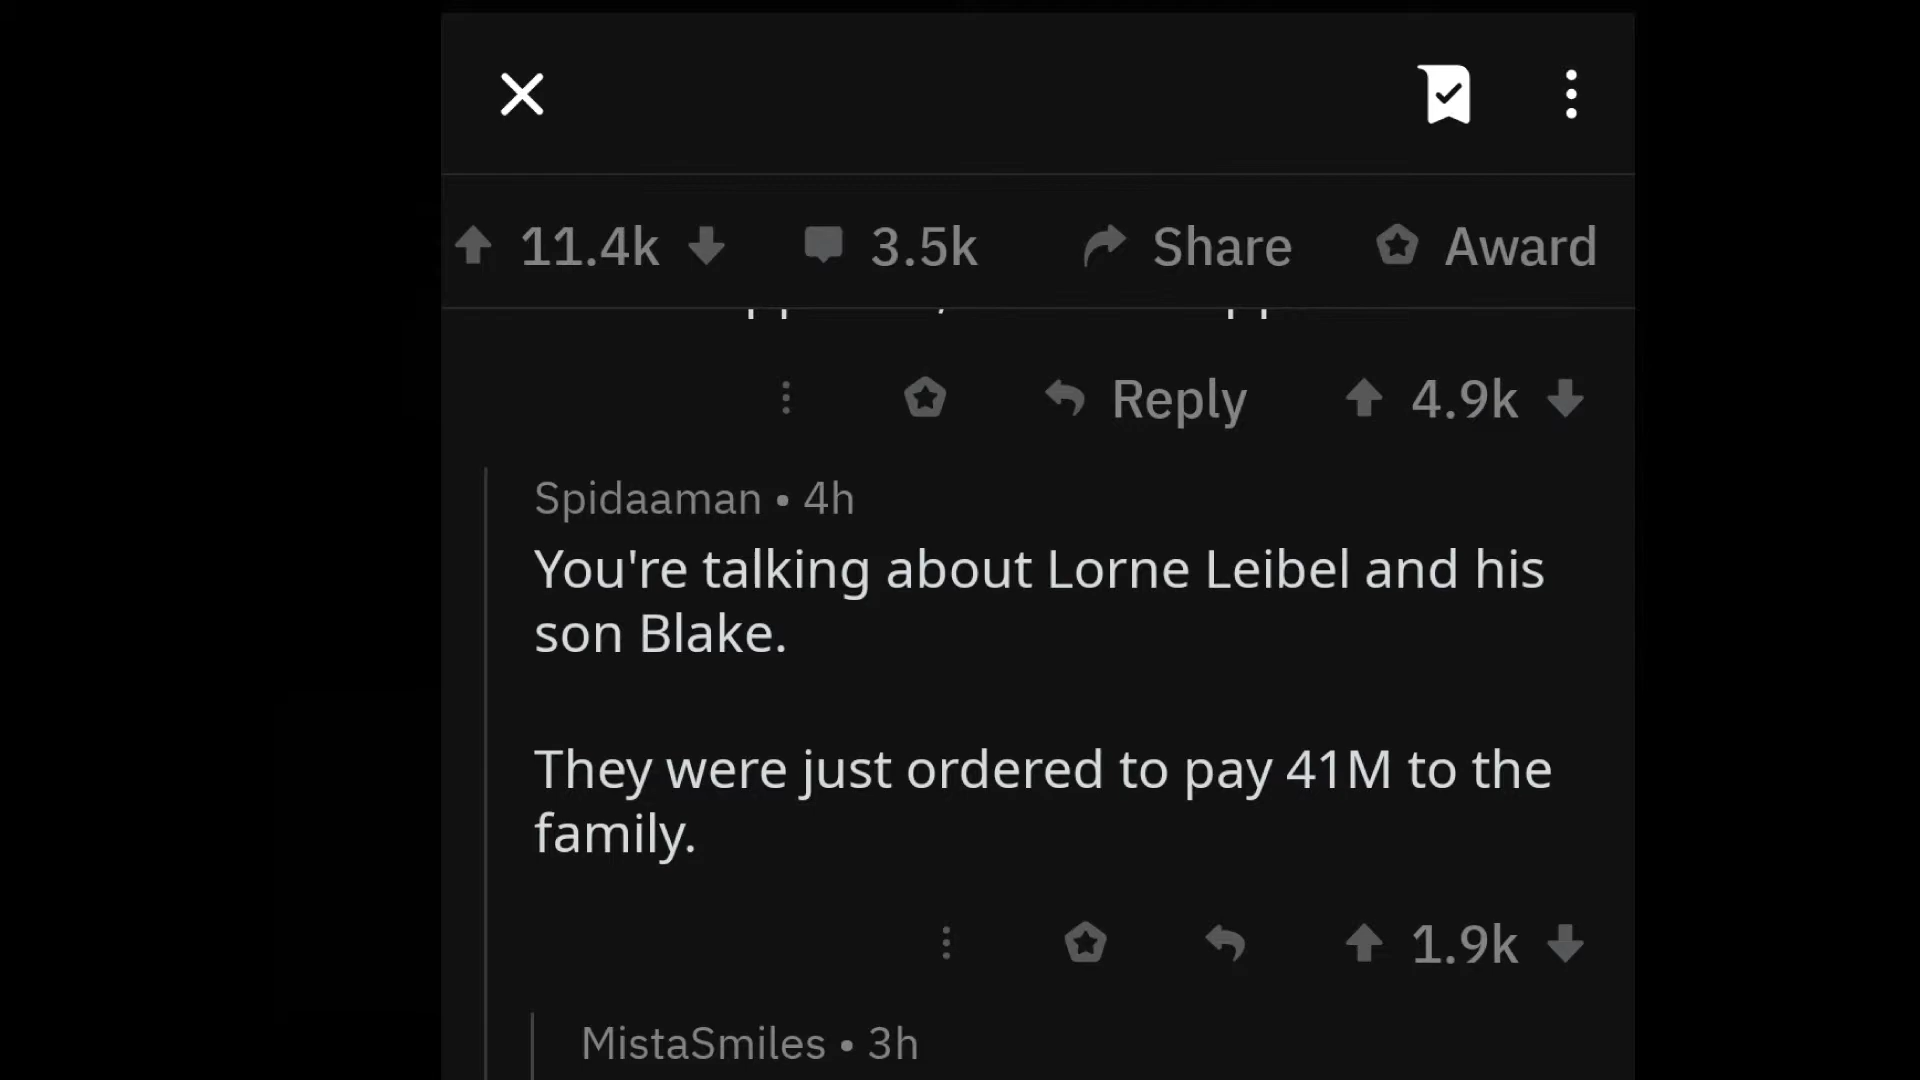 11.4k 3.5k Share Award
Reply 4.9k
Spidaaman • 4h
You're talking about Lorne Leibel and his
son Blake.
They were just ordered to pay 41M to the
family.
1.9k
MistaSmiles • 3h